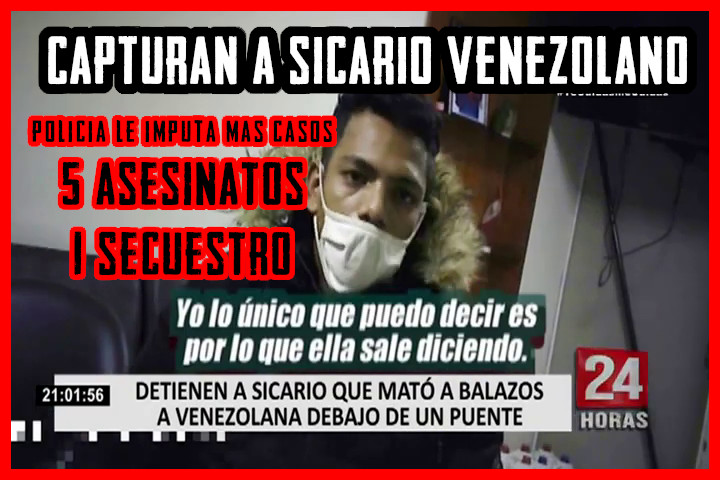 CAPTURAN A SICARIO VENEZOLANO
POLICIA LE IMPUTA MAS CASOS
5 ASESINATOS
1 SECUESTRO
Yo lo único que puedo decir es
por lo que ella sale diciendo.
21:01:56
DETIENEN A SICARIO QUE MATÓ A BALAZOS
A VENEZOLANA DEBAJO DE UN PUENTE
24
HORAS